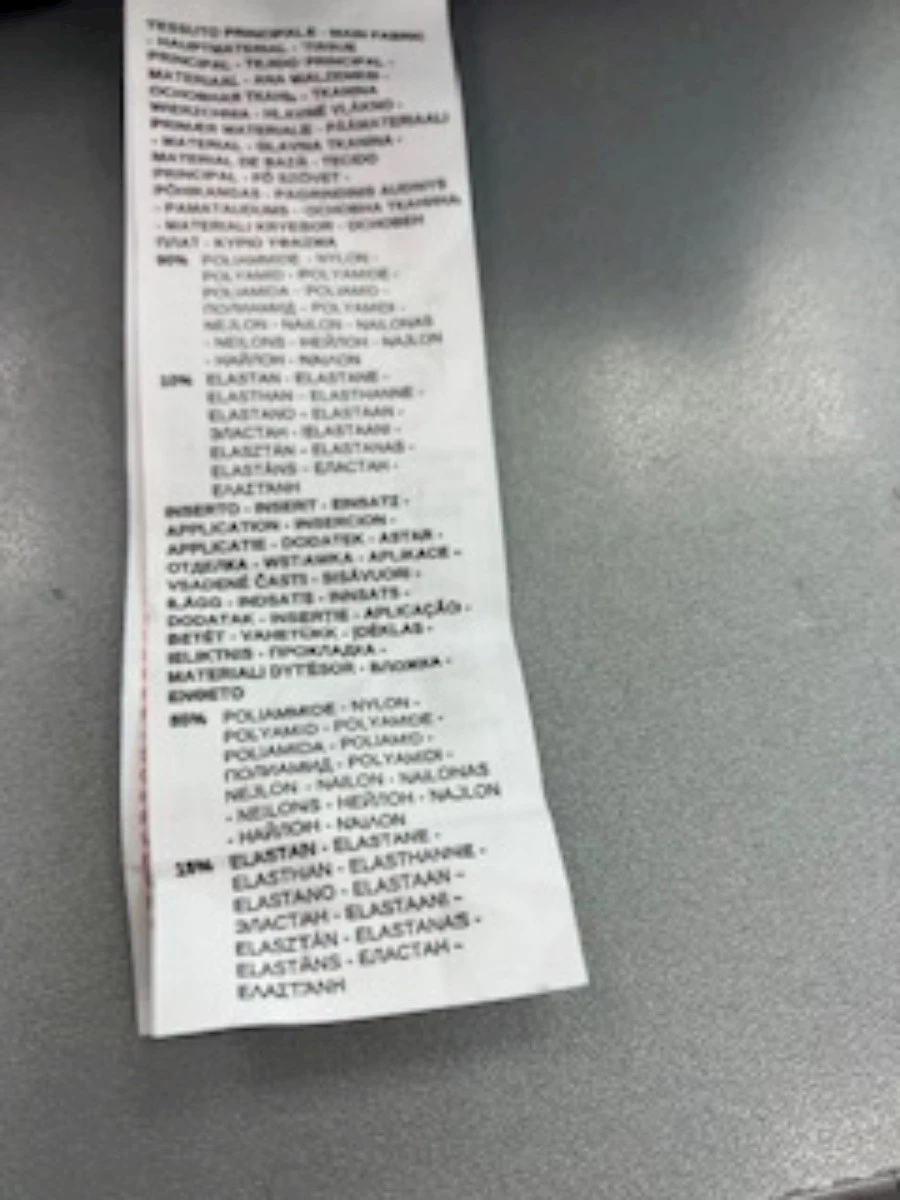 TESSUTO PRINCIPALE - MAIN FABRIC
- HAUPTMATERIAL - TISSUE
PRINCIPAL - TEJIDO PRINCIPAL -
MATERIAAL - ANA MALZEMESI -
ОСНОВНАЯ ТКАНЬ - TKANINA
WIERZCHNIA - HLAVNÉ VLÁKNO -
PRIMÆR MATERIALE - PÄÄMATERIAALI
- MATERIAL - GLAVNA TKANINA -
MATERIAL DE BAZĂ - TECIDO
PRINCIPAL - FŐ SZÖVET -
PÕHIKANGAS - PAGRINDINIS AUDINYS
- PAMATAUDUMS - ОСНОВНА ТКАНИНА
- MATERIALI KRYESOR - ОСНОВЕН
ПЛАТ - ΚΥΡΙΟ ΥΦΑΣΜΑ
90% POLIAMMIDE - NYLON -
POLYAMID - POLYAMIDE -
POLIAMIDA - POLIAMID -
ПОЛИАМИД - POLYAMIDI -
NEJLON - NAILON - NAILONAS
- NEILONS - НЕЙЛОН - NAJLON
- НАЙЛОН - ΝΑΙΛΟΝ
10% ELASTAN - ELASTANE -
ELASTHAN - ELASTHANNE -
ELASTANO - ELASTAAN -
ЭЛАСТАН - ELASTAANI -
ELASZTÁN - ELASTANAS -
ELASTĀNS - ЕЛАСТАН -
ΕΛΑΣΤΑΝΗ
INSERTO - INSERT - EINSATZ -
APPLICATION - INSERCION -
APPLICATIE - DODATEK - ASTAR -
ОТДЕЛКА - WSTAWKA - APLIKACE -
VSADENÉ ČASTI - SISÄVUORI -
ILÄGG - INDSATS - INNSATS -
DODATAK - INSERTIE - APLICAÇÃO -
BETÉT - VAHETÜKK - ĮDĖKLAS -
IELIKTNIS - ПРОКЛАДКА -
MATERIALI DYTËSOR - ВЛОЖКА -
ΕΝΘΕΤΟ
POLIAMMIDE - NYLON -
POLYAMID - POLYAMIDE -
POLIAMIDA - POLIAMID -
ПОЛИАМИД - POLYAMIDI -
NEJLON - NAILON - NAILONAS
- NEILONS - НЕЙЛОН - NAJLON
- НАЙЛОН - ΝΑΙΛΟΝ
ELASTAN - ELASTANE -
ELASTHAN - ELASTHANNE -
ELASTANO - ELASTAAN -
ЭЛАСТАН - ELASTAANI -
ELASZTÁN - ELASTANAS -
ELASTĀNS - ЕЛАСТАН -
ΕΛΑΣΤΑΝΗ